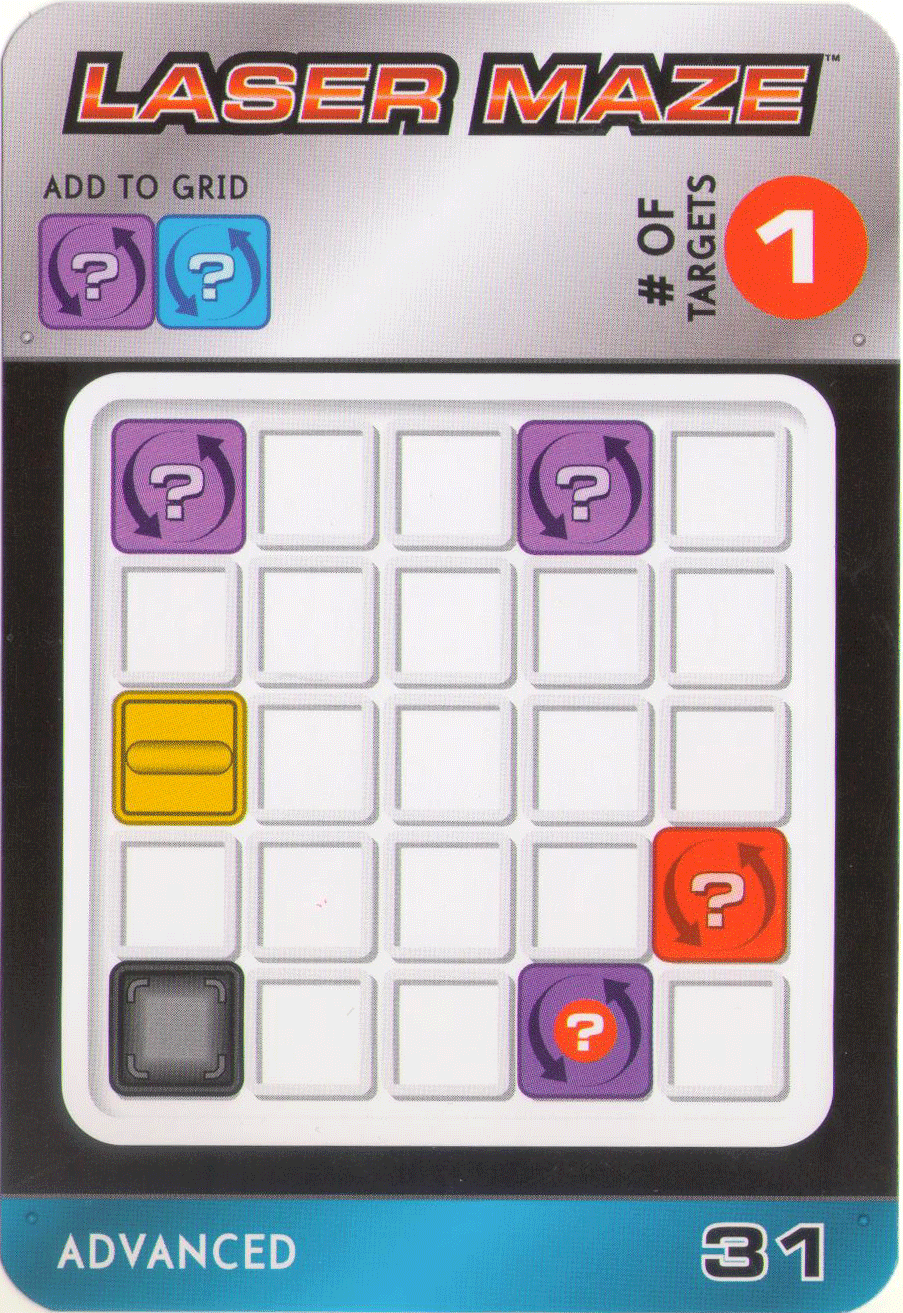 LASER MAZE™
ADD TO GRID
? ?
# OF
TARGETS
1
? ?
?
?
ADVANCED
31